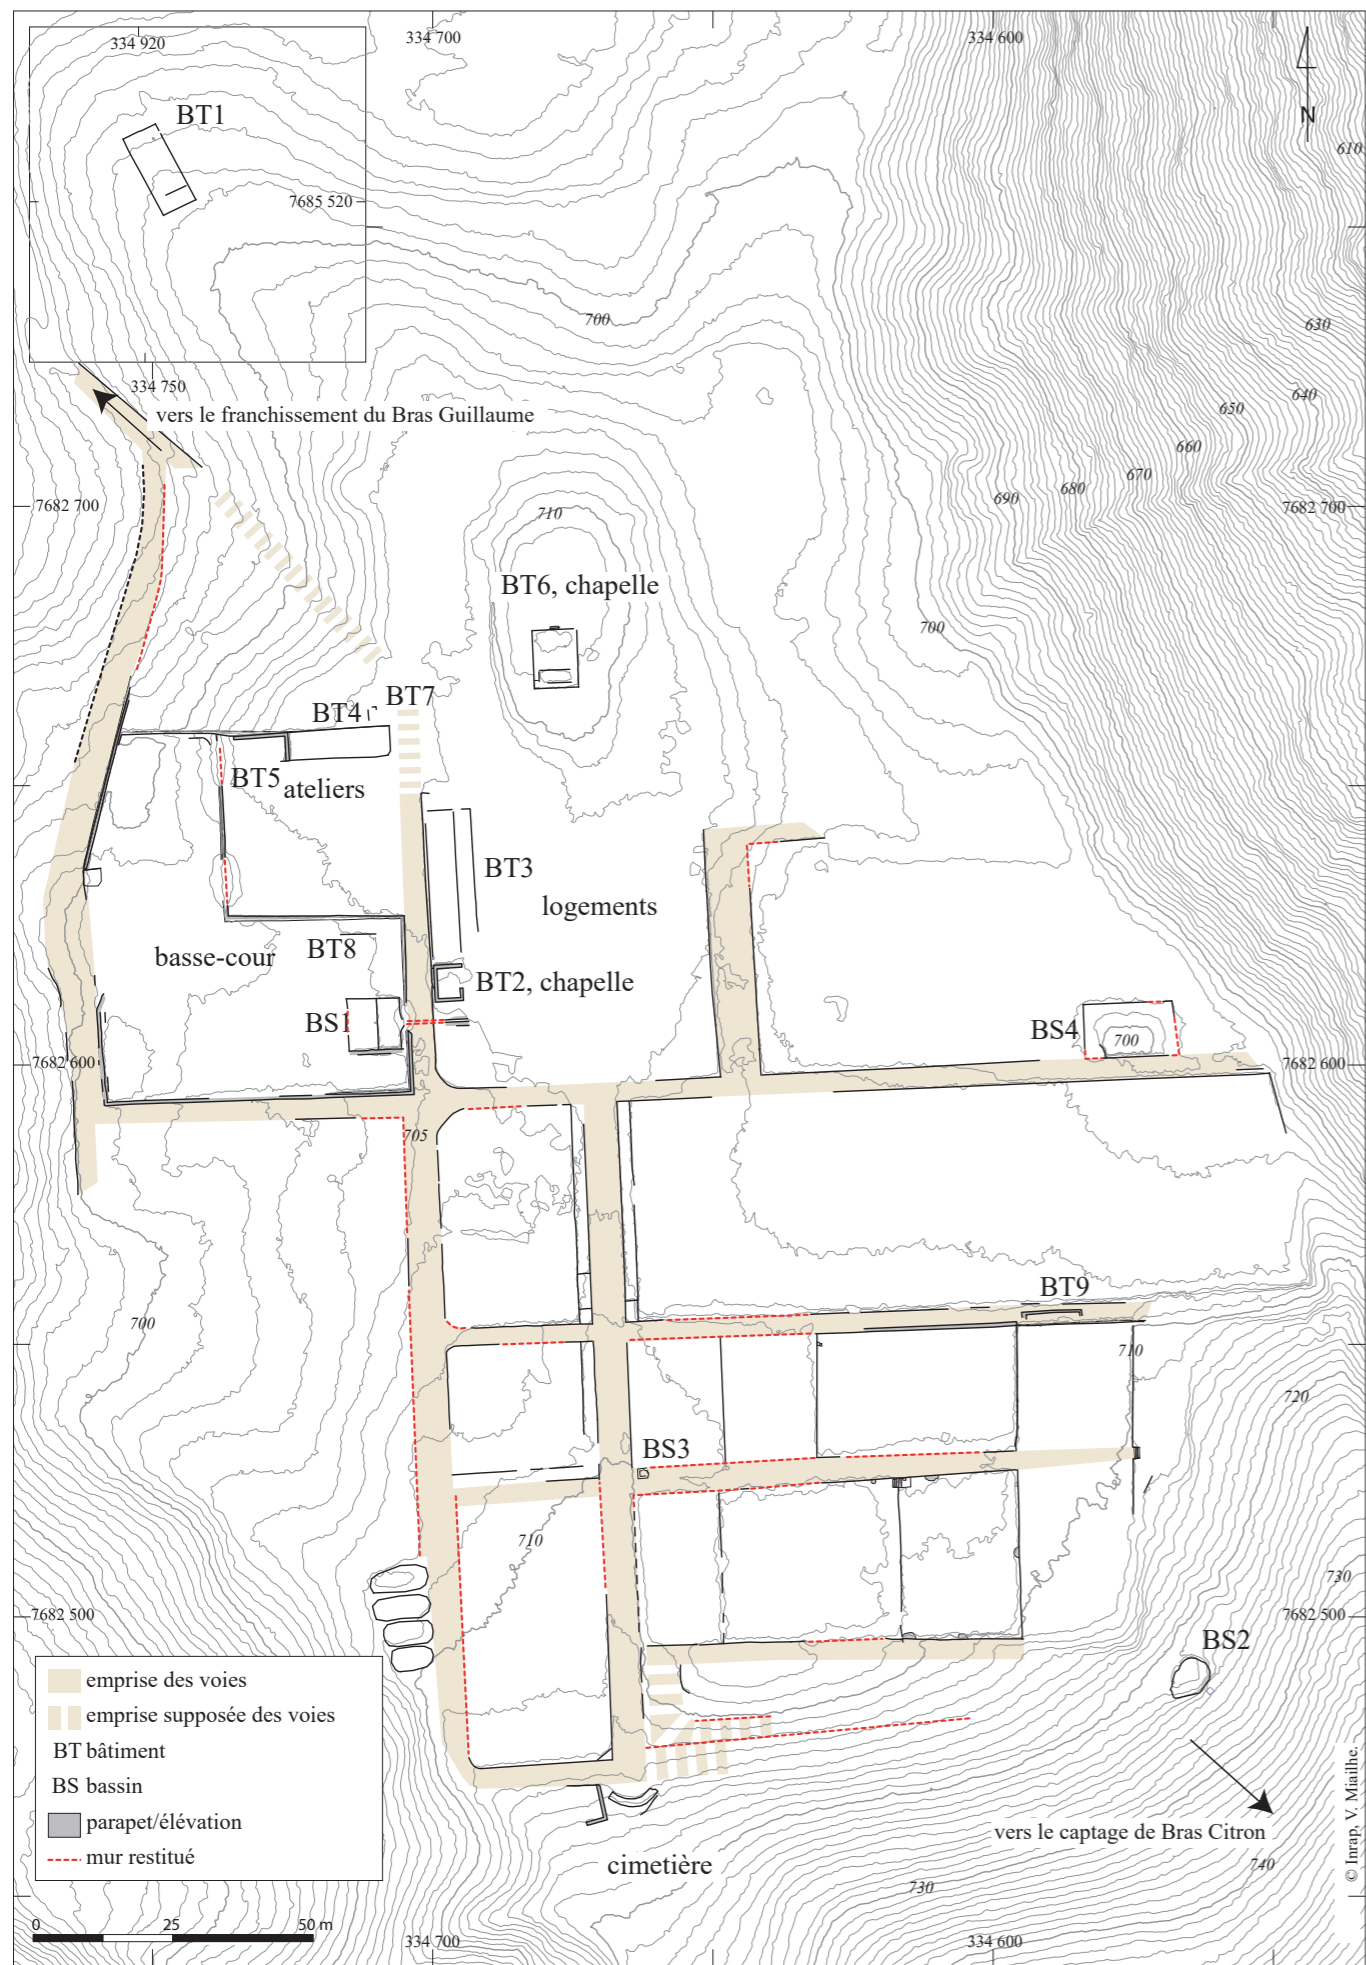 334 920
334 700
334 600
N
BT1
610
7685 520
700
630
334 750
640
vers le franchissement du Bras Guillaume
650
660
670
680
690
7682 700
710
7682 700
BT6, chapelle
700
BT7
BT4
BT5
ateliers
BT3
logements
basse-cour
BT8
BT2, chapelle
BS1
BS4
700
7682 600
7682 600
705
BT9
700
710
720
BS3
710
730
7682 500
7682 500
BS2
emprise des voies
emprise supposée des voies
BT bâtiment
BS bassin
parapet/élévation
mur restitué
vers le captage de Bras Citron
cimetière
740
730
© Inrap, V. Miailhe,
0 25 50 m
334 700
334 600